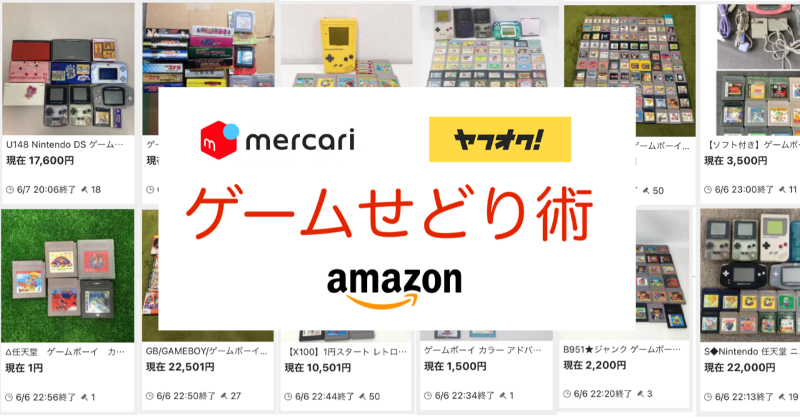 mercari
ヤフオク!
ゲームせどり術
amazon
U148 Nintendo DS ゲーム…
現在 17,600円
6/7 20:06終了 18
現在
6/6
ゲームボーイ…
50
【ソフト付き】ゲームボー…
現在 3,500円
6/6 23:00終了 11
Δ任天堂 ゲームボーイ カ…
現在 1円
6/6 22:56終了 1
GB/GAMEBOY/ゲームボーイ…
現在 22,501円
6/6 22:50終了 27
【X100】1円スタート レトロ…
現在 10,501円
6/6 22:44終了 50
ゲームボーイ カラー アドバ…
現在 1,500円
6/6 22:34終了 1
B951★ジャンク ゲームボー…
現在 2,200円
6/6 22:20終了 3
S◆Nintendo 任天堂 ニ…
現在 22,000円
6/6 22:13終了 19